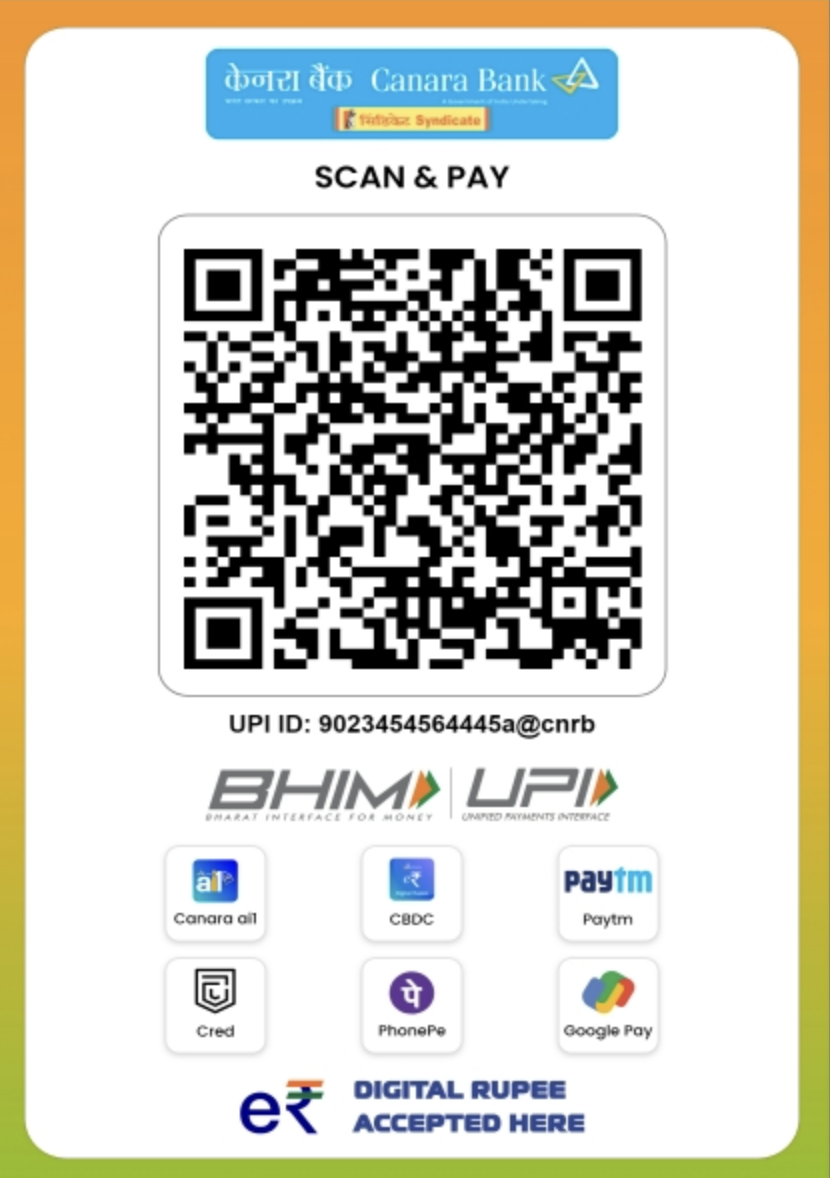 केनरा बैंक Canara Bank
सिंडिकेट Syndicate
SCAN & PAY
UPI ID: 9023454564445a@cnrb
BHIM UPI
BHARAT INTERFACE FOR MONEY UNIFIED PAYMENTS INTERFACE
ai1 e₹ paytm
Canara ai1 CBDC Paytm
पे
Cred PhonePe Google Pay
e₹ DIGITAL RUPEE
ACCEPTED HERE